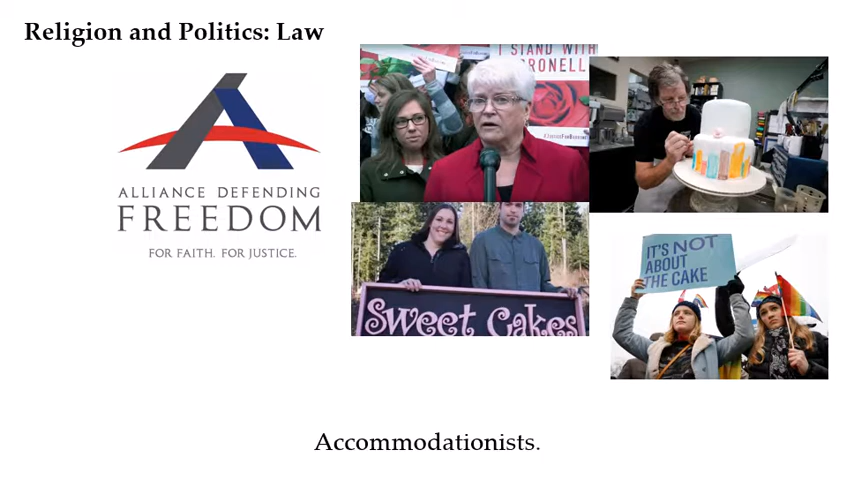 Religion and Politics: Law
ALLIANCE DEFENDING
FREEDOM
FOR FAITH. FOR JUSTICE.
I STAND WITH
Sweet Cakes
IT'S NOT
ABOUT
THE CAKE
Accommodationists.